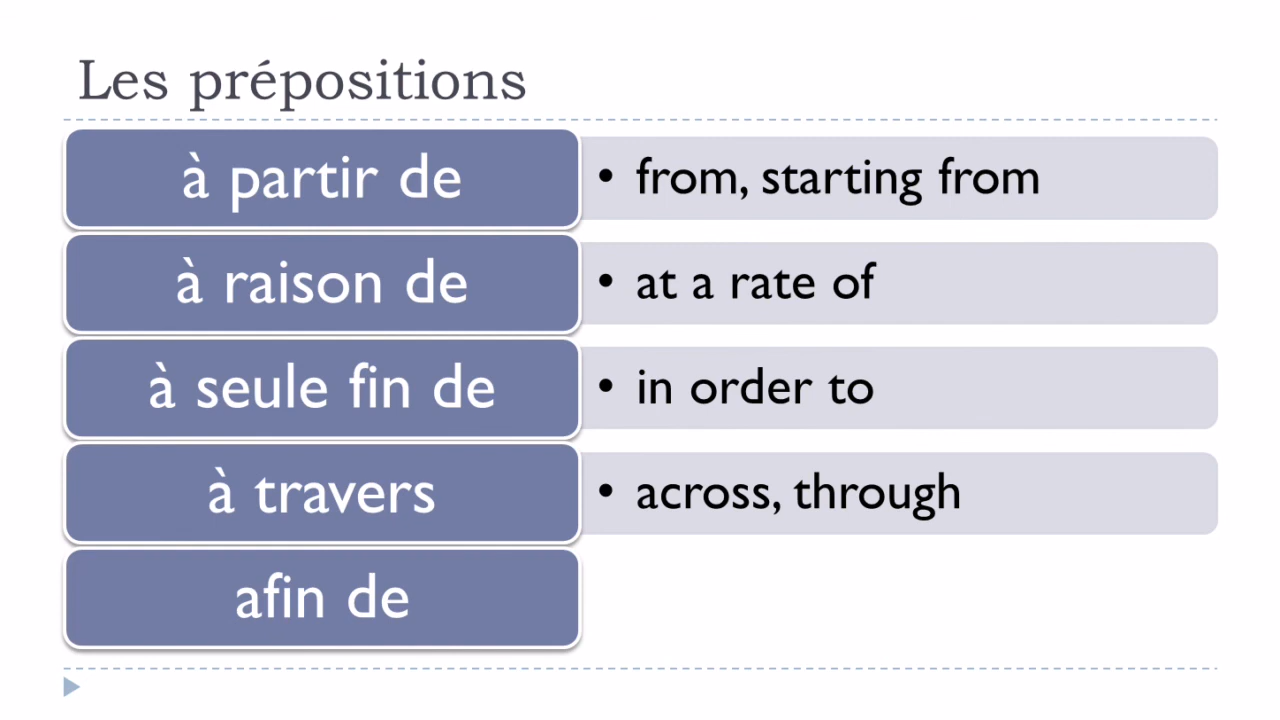 Les prépositions
à partir de
• from, starting from
à raison de
• at a rate of
à seule fin de
• in order to
à travers
• across, through
afin de